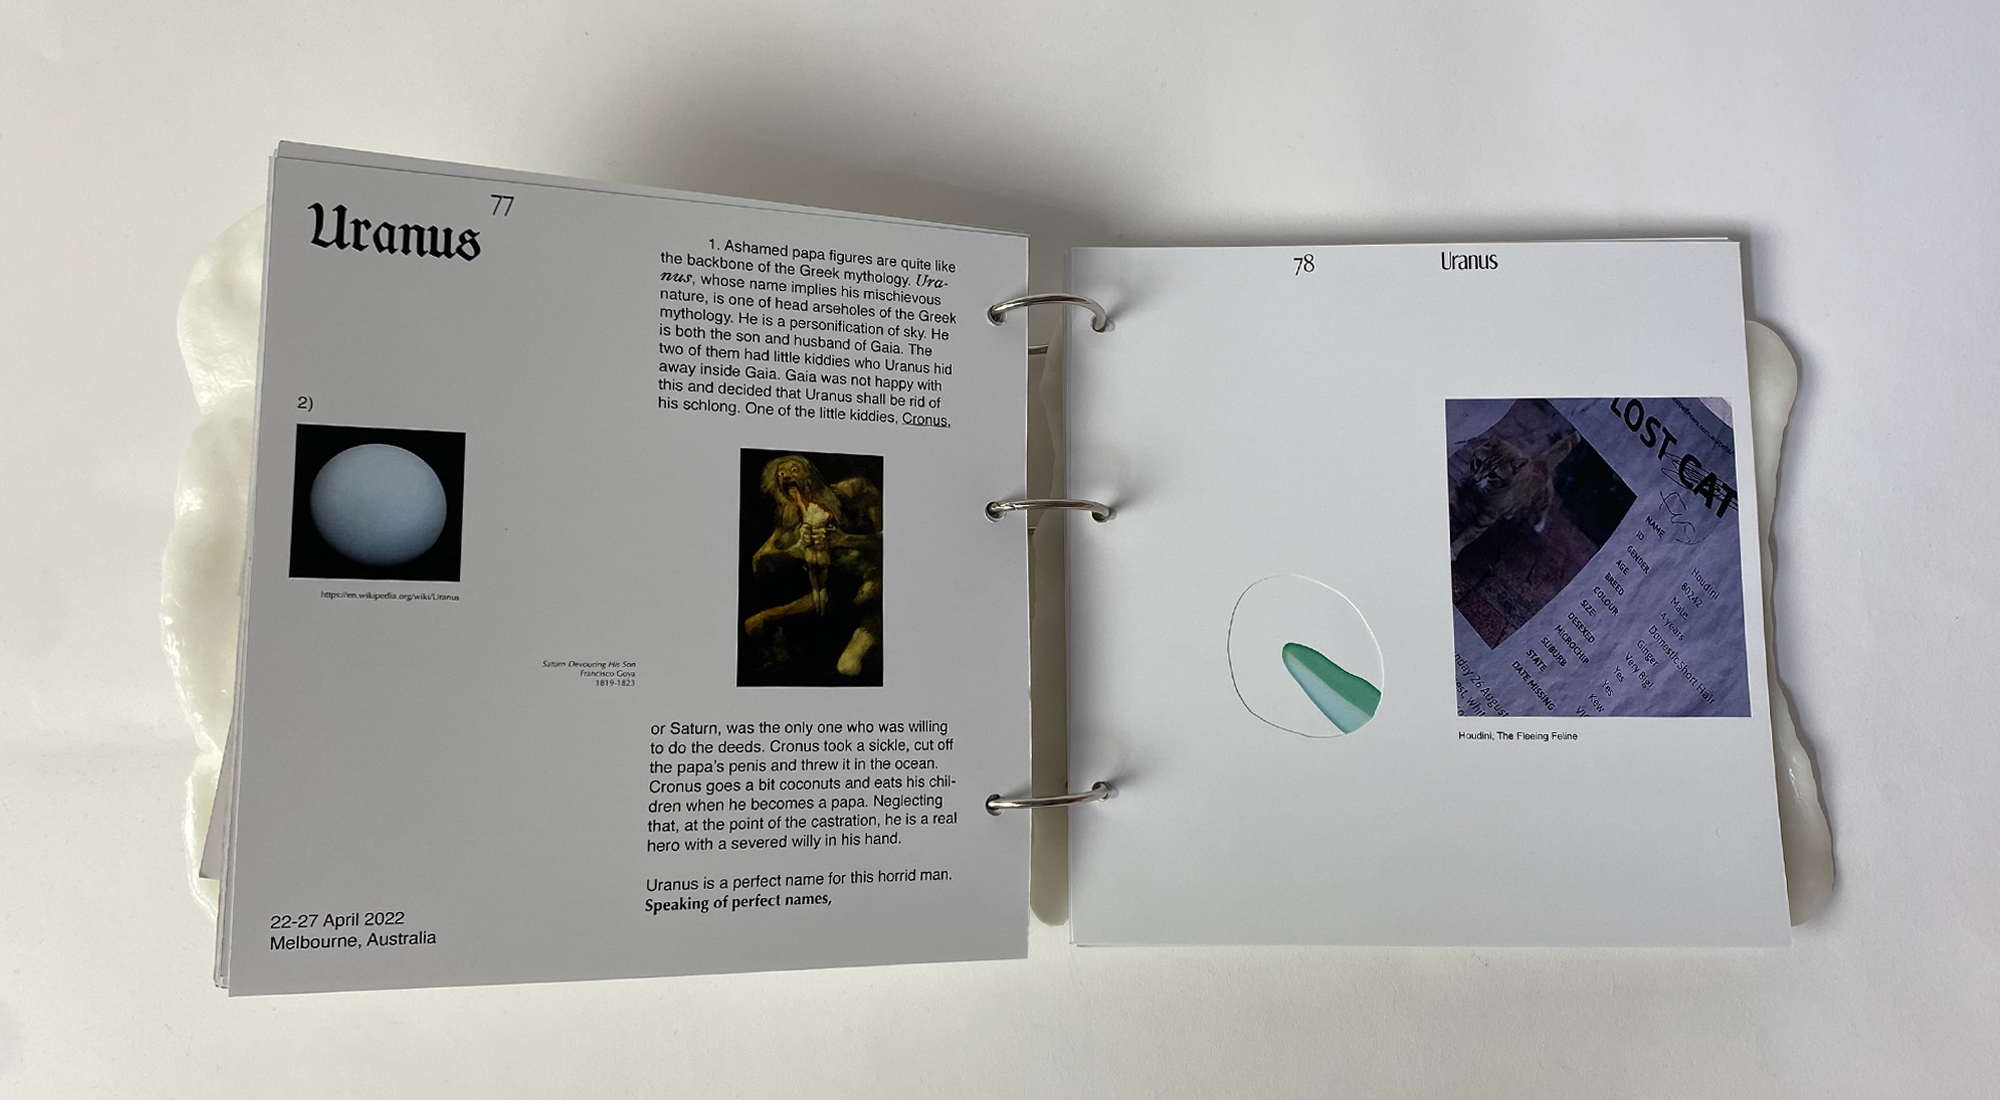 77
Uranus
1. Ashamed papa figures are quite like
the backbone of the Greek mythology. Ura-
nus, whose name implies his mischievous
nature, is one of head arseholes of the Greek
mythology. He is a personification of sky. He
is both the son and husband of Gaia. The
two of them had little kiddies who Uranus hid
away inside Gaia. Gaia was not happy with
this and decided that Uranus shall be rid of
his schlong. One of the little kiddies, Cronus,
2)
https://en.wikipedia.org/wiki/Uranus
Saturn Devouring His Son
Francisco Goya
1819-1823
or Saturn, was the only one who was willing
to do the deeds. Cronus took a sickle, cut off
the papa's penis and threw it in the ocean.
Cronus goes a bit coconuts and eats his chil-
dren when he becomes a papa. Neglecting
that, at the point of the castration, he is a real
hero with a severed willy in his hand.
Uranus is a perfect name for this horrid man.
Speaking of perfect names,
22-27 April 2022
Melbourne, Australia
78
Uranus
LOST CAT
NAME Houdini
ID 80242
GENDER Male
AGE 4 years
BREED Domestic Short Hair
COLOUR Ginger
SIZE Very Big!
DESEXED Yes
MICROCHIP Yes
SUBURB Kew
STATE
DATE MISSING
26 August
Houdini, The Fleeing Feline